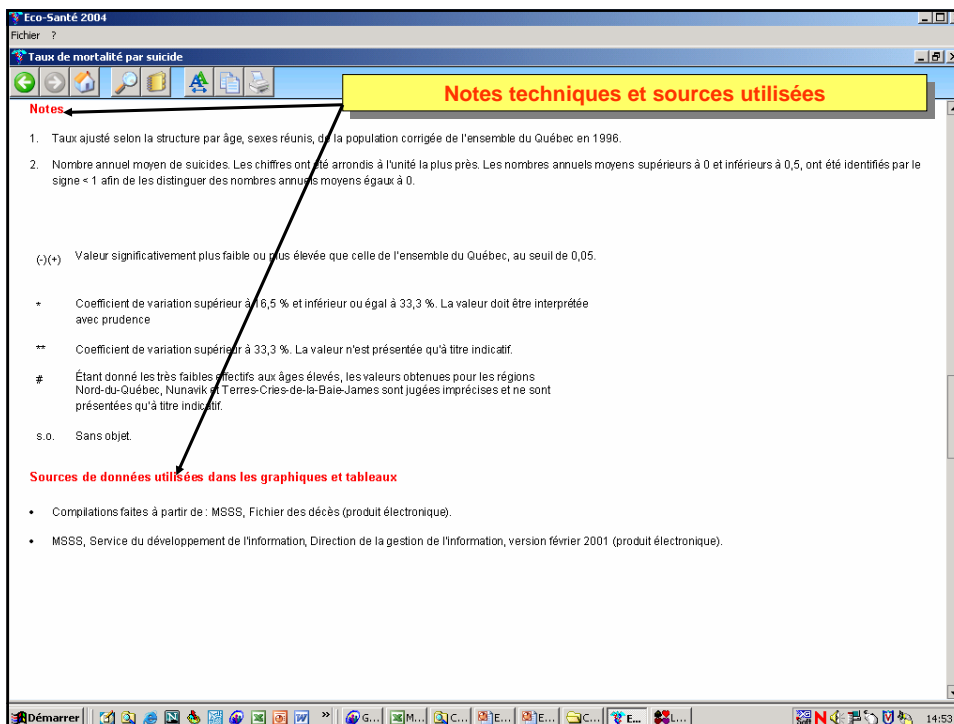 Eco-Santé 2004
Fichier ?
Taux de mortalité par suicide
Notes techniques et sources utilisées
Notes
1. Taux ajusté selon la structure par âge, sexes réunis, de la population corrigée de l'ensemble du Québec en 1996.
2. Nombre annuel moyen de suicides. Les chiffres ont été arrondis à l'unité la plus près. Les nombres annuels moyens supérieurs à 0 et inférieurs à 0,5, ont été identifiés par le
signe < 1 afin de les distinguer des nombres annuels moyens égaux à 0.
(-)(+) Valeur significativement plus faible ou plus élevée que celle de l'ensemble du Québec, au seuil de 0,05.
* Coefficient de variation supérieur à 16,5 % et inférieur ou égal à 33,3 %. La valeur doit être interprétée
avec prudence
** Coefficient de variation supérieur à 33,3 %. La valeur n'est présentée qu'à titre indicatif.
# Étant donné les très faibles effectifs aux âges élevés, les valeurs obtenues pour les régions
Nord-du-Québec, Nunavik et Terres-Cries-de-la-Baie-James sont jugées imprécises et ne sont
présentées qu'à titre indicatif.
s.o. Sans objet.
Sources de données utilisées dans les graphiques et tableaux
• Compilations faites à partir de : MSSS, Fichier des décès (produit électronique).
• MSSS, Service du développement de l'information, Direction de la gestion de l'information, version février 2001 (produit électronique).
Démarrer » G... M... C... E... E... C... E... L... 14:53